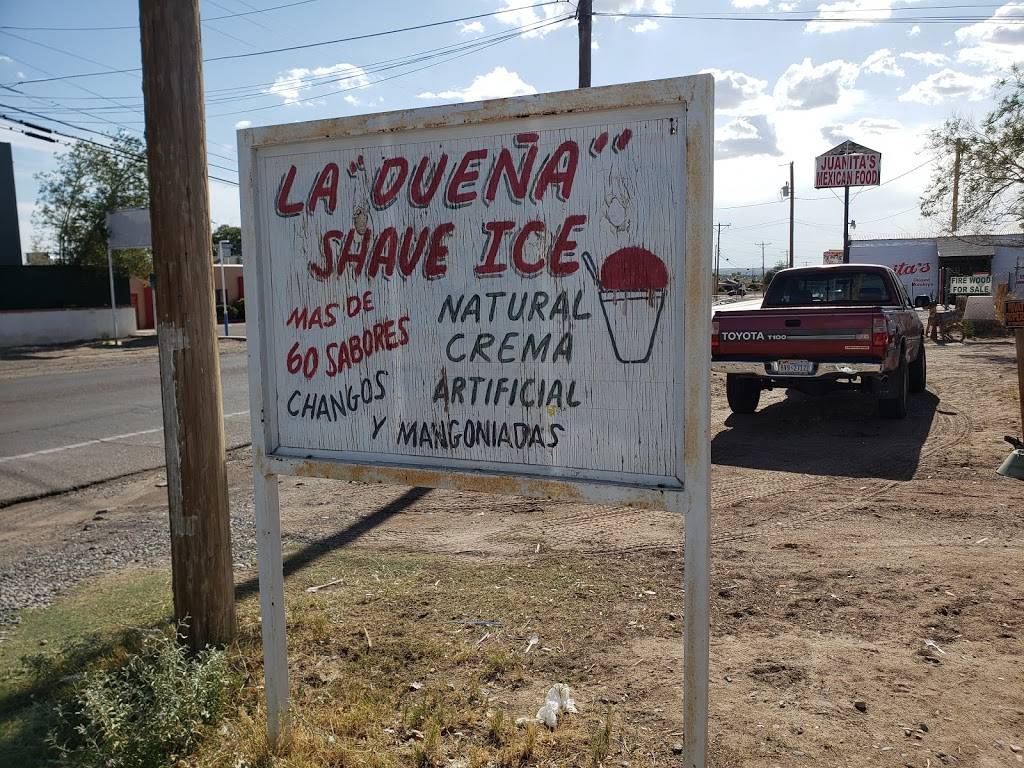 LA "DUEÑA"
SHAVE ICE
MAS DE
60 SABORES
CHANGOS
Y MANGONIADAS
NATURAL
CREMA
ARTIFICIAL
JUANITA'S
MEXICAN FOOD
FIRE WOOD
FOR SALE
TOYOTA T100